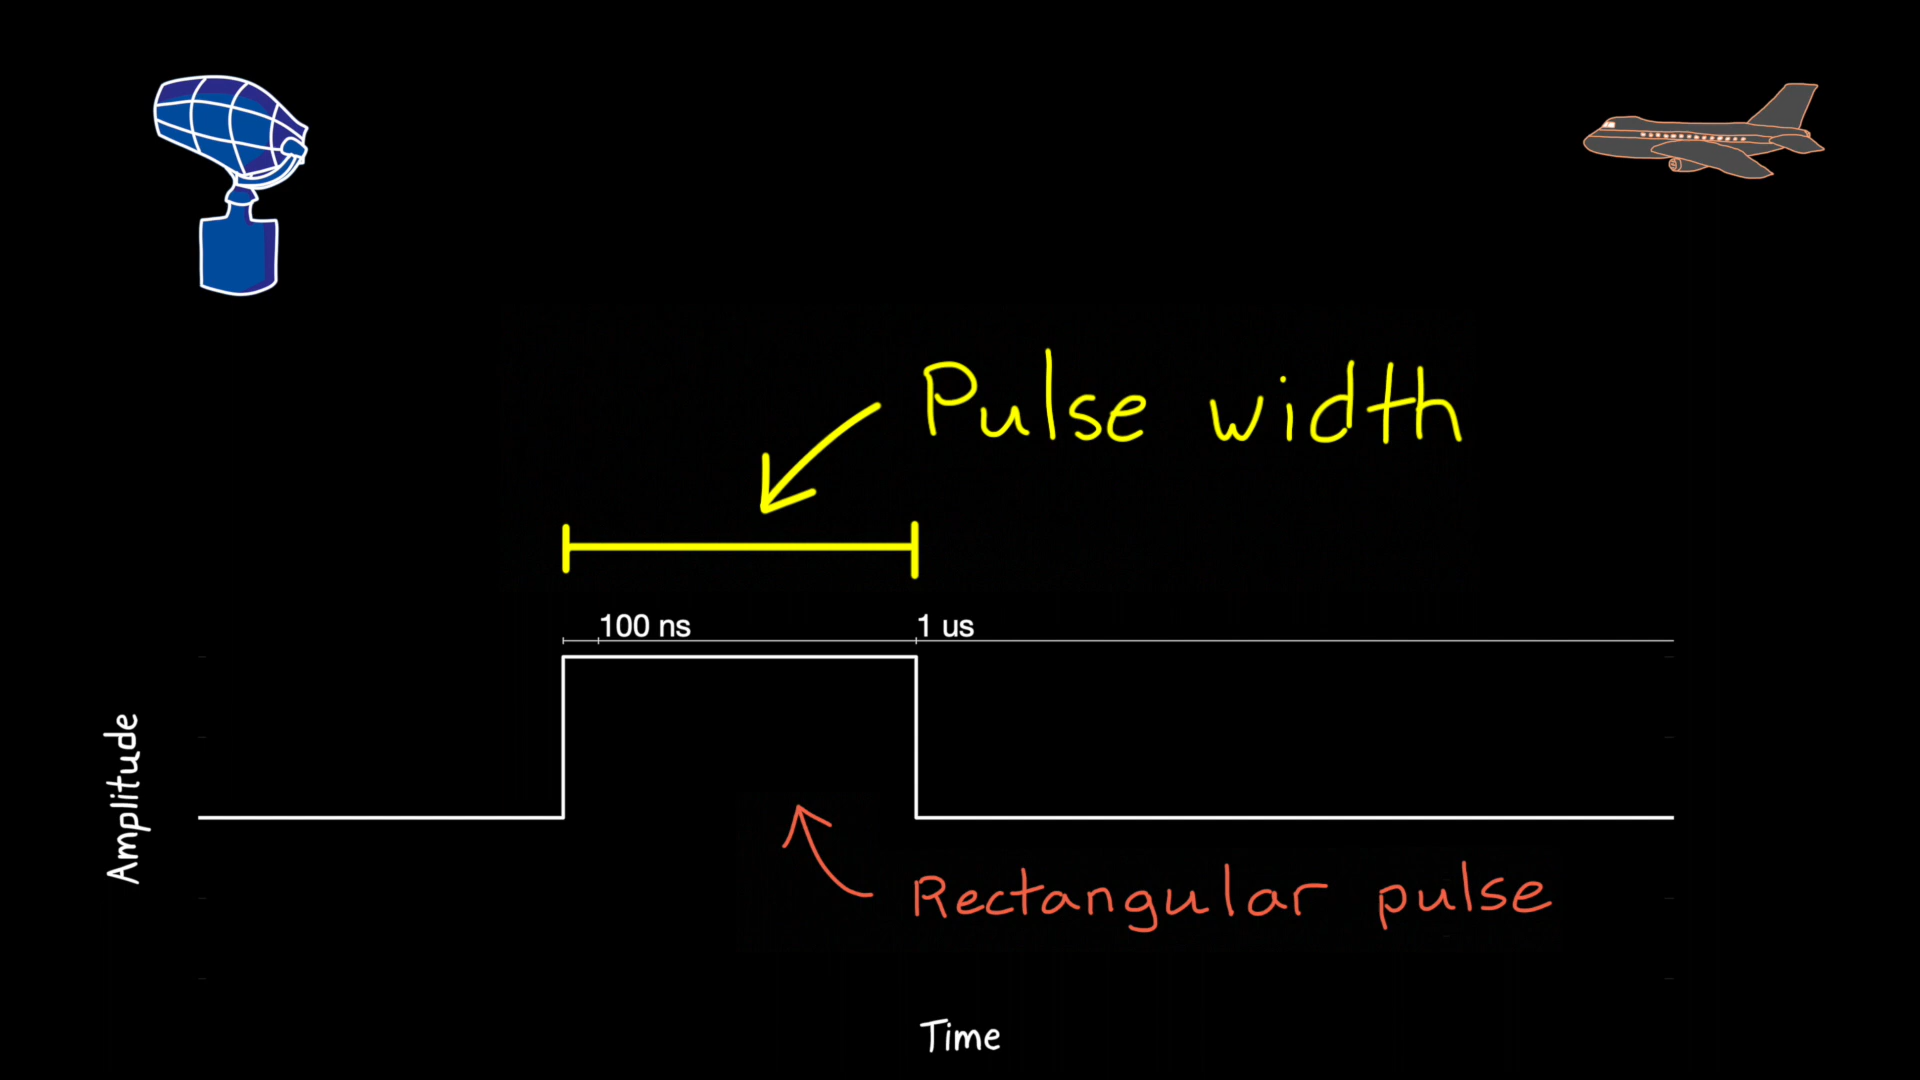 Pulse width
100 ns 1 us
Amplitude
Rectangular pulse
Time